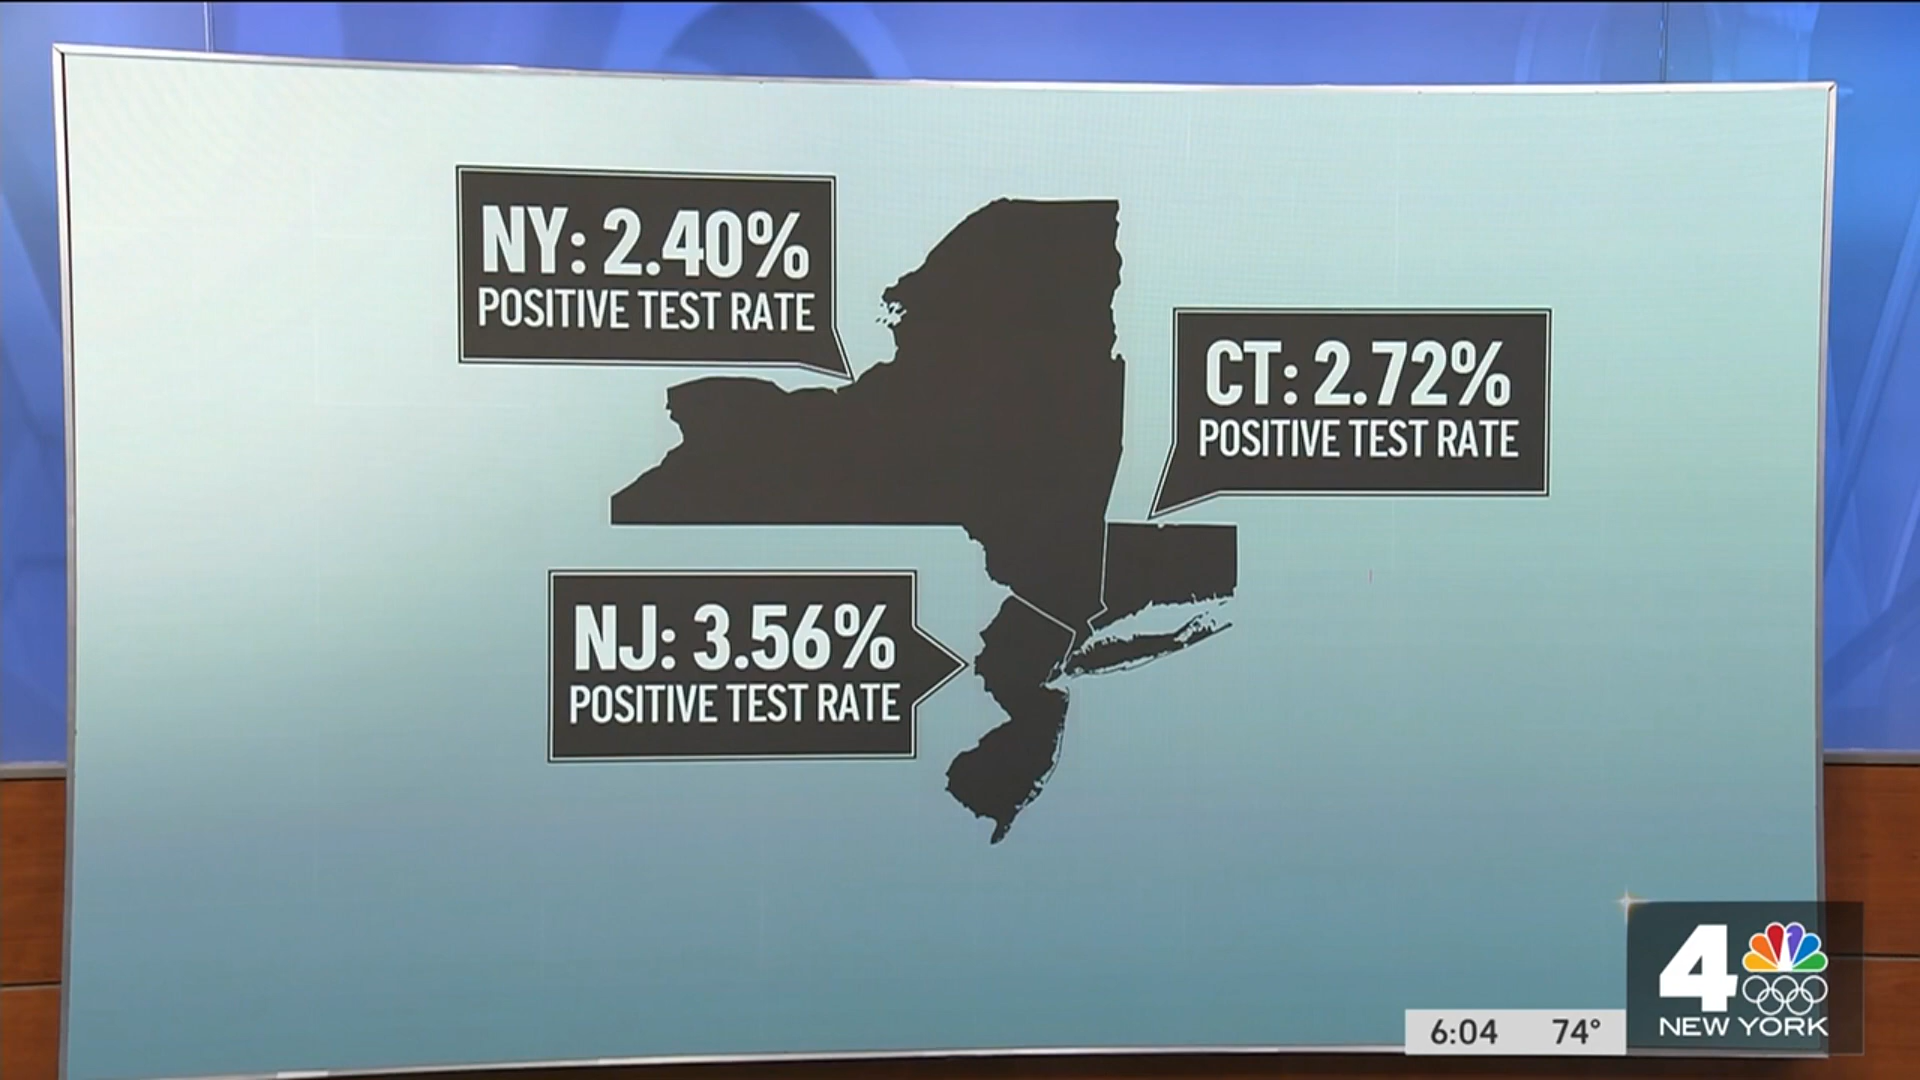 NY: 2.40%
POSITIVE TEST RATE
CT: 2.72%
POSITIVE TEST RATE
NJ: 3.56%
POSITIVE TEST RATE
4
NEW YORK
6:04 74°